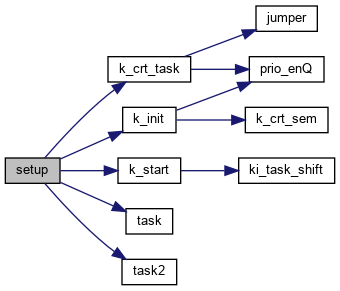 jumper
k_crt_task
prio_enQ
k_init
k_crt_sem
setup
k_start
ki_task_shift
task
task2